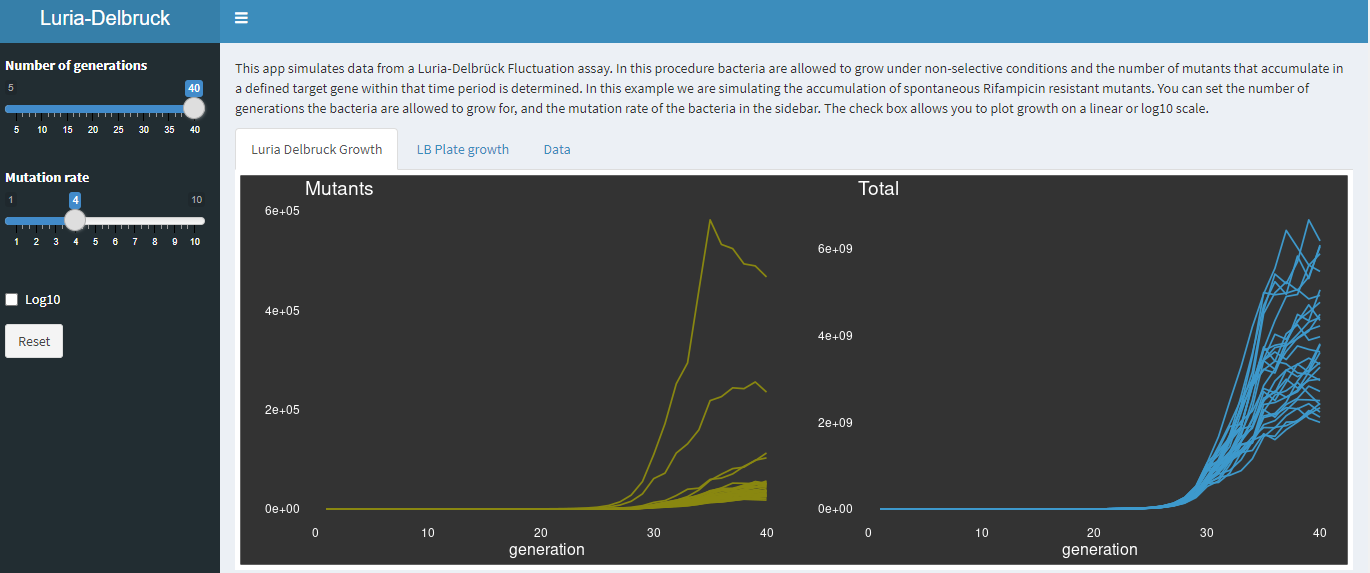 Luria-Delbruck
Number of generations
5 40
5 10 15 20 25 30 35 40
Mutation rate
1 4 10
1 2 3 4 5 6 7 8 9 10
Log10
Reset
This app simulates data from a Luria-Delbrück Fluctuation assay. In this procedure bacteria are allowed to grow under non-selective conditions and the number of mutants that accumulate in
a defined target gene within that time period is determined. In this example we are simulating the accumulation of spontaneous Rifampicin resistant mutants. You can set the number of
generations the bacteria are allowed to grow for, and the mutation rate of the bacteria in the sidebar. The check box allows you to plot growth on a linear or log10 scale.
Luria Delbruck Growth LB Plate growth Data
Mutants
6e+05
4e+05
2e+05
0e+00
0 10 20 30 40
generation
Total
6e+09
4e+09
2e+09
0e+00
0 10 20 30 40
generation